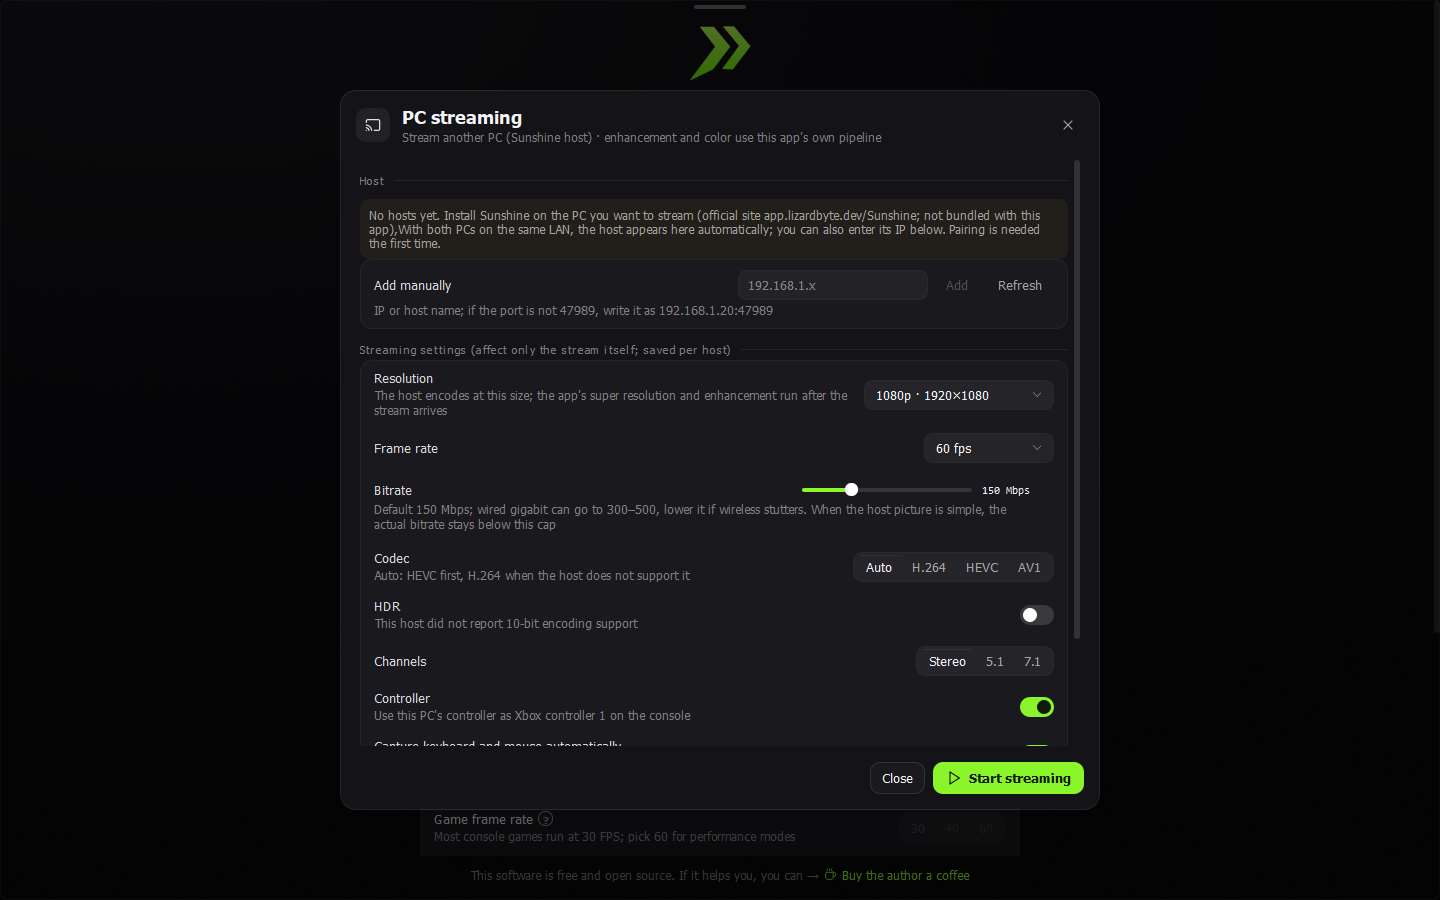 PC streaming
Stream another PC (Sunshine host) · enhancement and color use this app's own pipeline
Host
No hosts yet. Install Sunshine on the PC you want to stream (official site app.lizardbyte.dev/Sunshine; not bundled with this
app),With both PCs on the same LAN, the host appears here automatically; you can also enter its IP below. Pairing is needed
the first time.
Add manually
192.168.1.x
Add
Refresh
IP or host name; if the port is not 47989, write it as 192.168.1.20:47989
Streaming settings (affect only the stream itself; saved per host)
Resolution
The host encodes at this size; the app's super resolution and enhancement run after the
stream arrives
1080p · 1920×1080
Frame rate
60 fps
Bitrate
150 Mbps
Default 150 Mbps; wired gigabit can go to 300–500, lower it if wireless stutters. When the host picture is simple, the
actual bitrate stays below this cap
Codec
Auto: HEVC first, H.264 when the host does not support it
Auto H.264 HEVC AV1
HDR
This host did not report 10-bit encoding support
Channels
Stereo 5.1 7.1
Controller
Use this PC's controller as Xbox controller 1 on the console
Capture keyboard and mouse automatically
Close
Start streaming
Game frame rate ?
Most console games run at 30 FPS; pick 60 for performance modes
30 40 60
This software is free and open source. If it helps you, you can → Buy the author a coffee